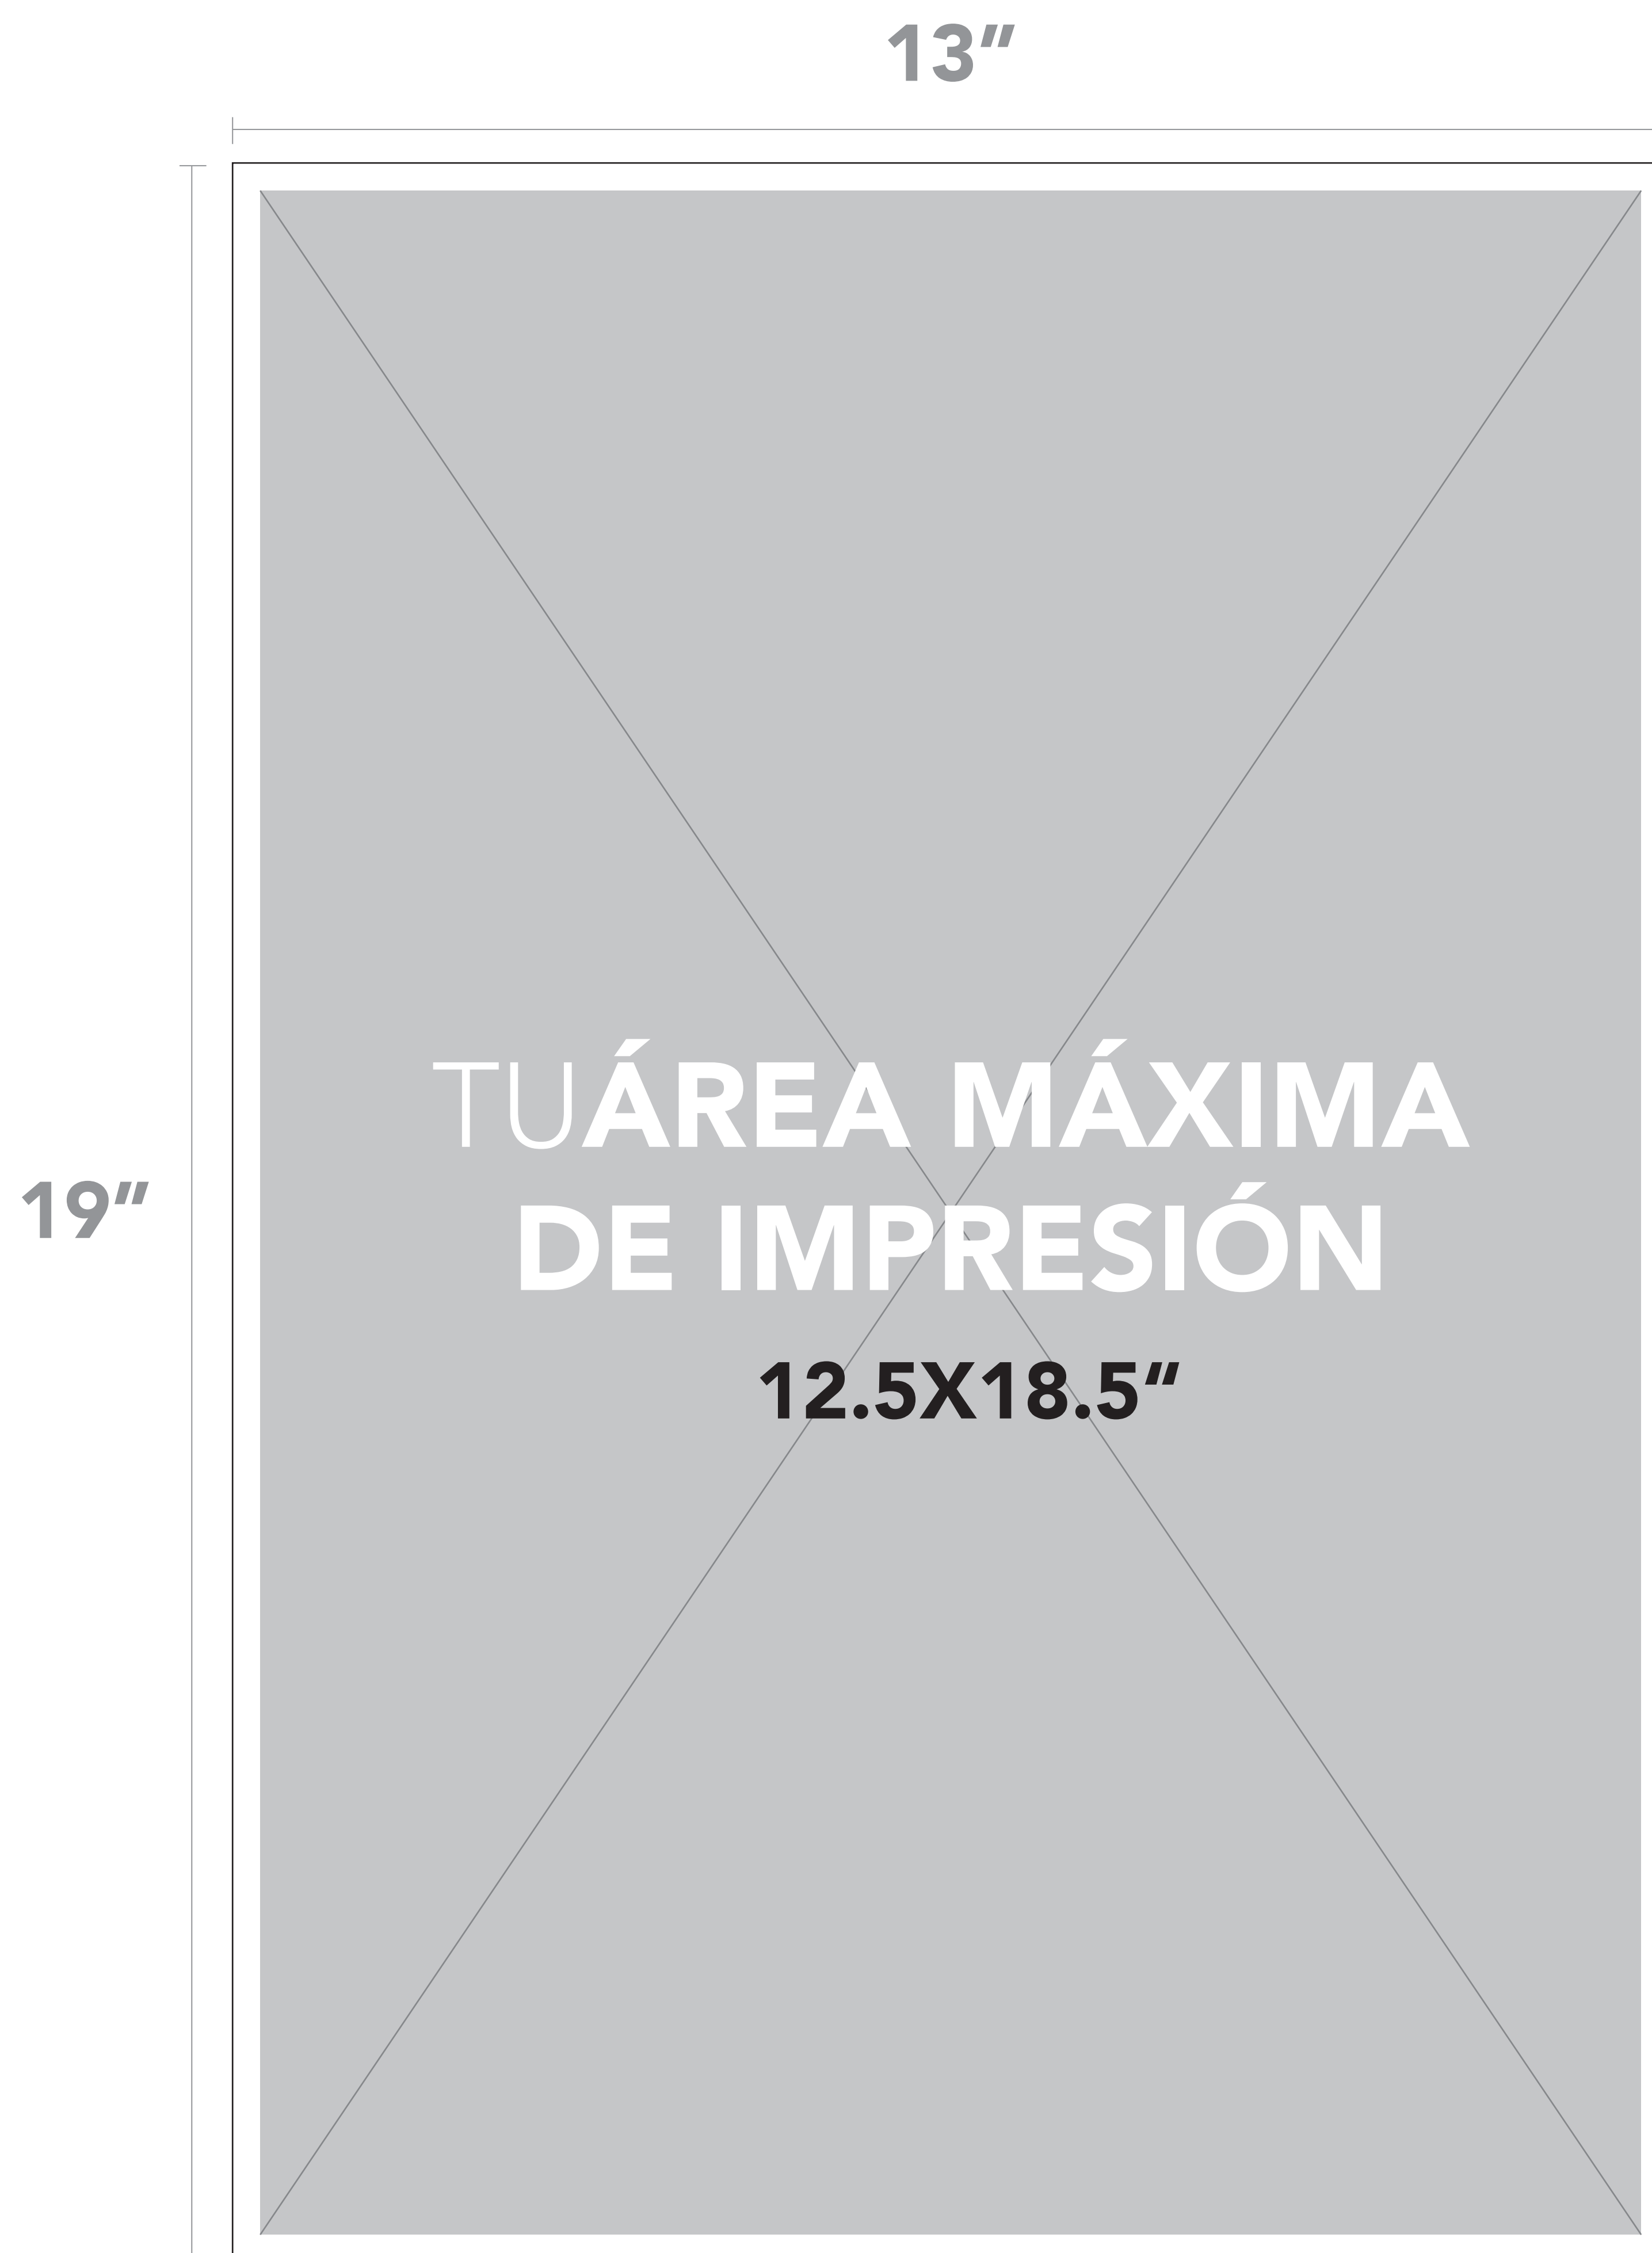 13"
TUÁREA MÁXIMA
DE IMPRESIÓN
19"
12.5X18.5"